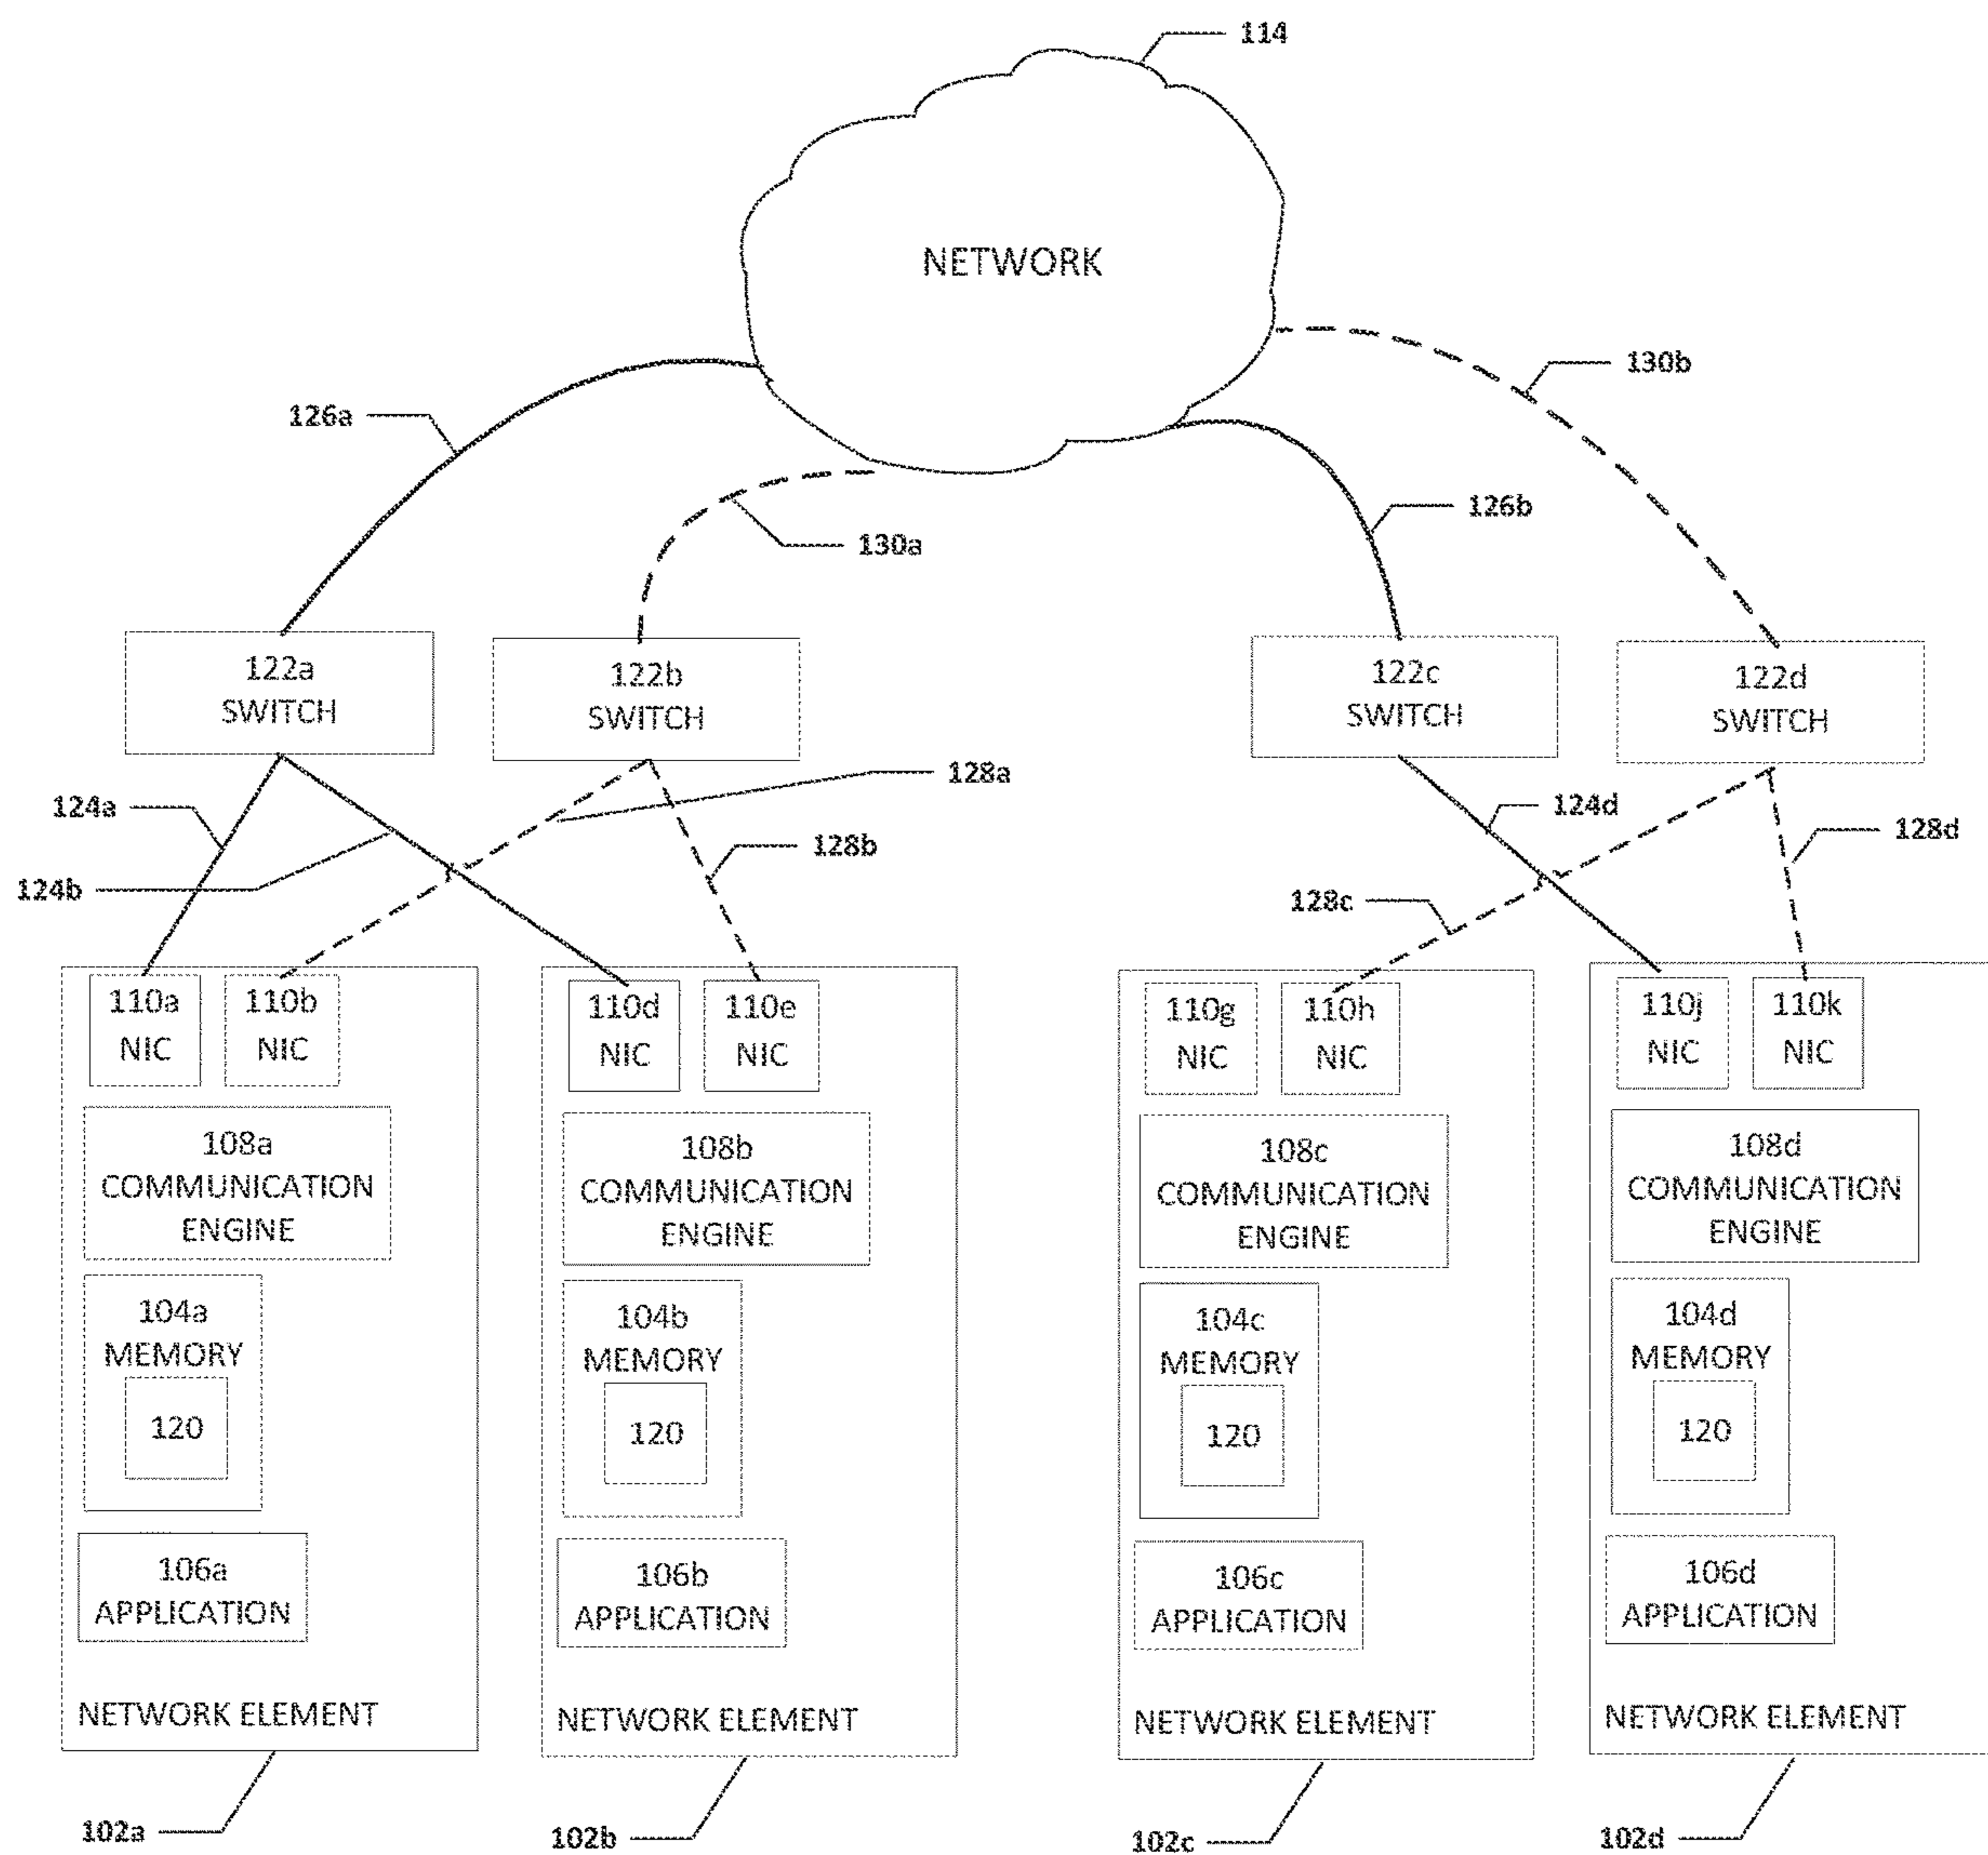 114
NETWORK
130b
126a
126b
130a
122a
SWITCH
122b
SWITCH
122c
SWITCH
122d
SWITCH
128a
124a
124d
128b
128d
124b
128c
110a
NIC
110b
NIC
110d
NIC
110e
NIC
110g
NIC
110h
NIC
110j
NIC
110k
NIC
108a
COMMUNICATION
ENGINE
108b
COMMUNICATION
ENGINE
108c
COMMUNICATION
ENGINE
108d
COMMUNICATION
ENGINE
104a
MEMORY
120
104b
MEMORY
120
104c
MEMORY
120
104d
MEMORY
120
106a
APPLICATION
106b
APPLICATION
106c
APPLICATION
106d
APPLICATION
NETWORK ELEMENT
NETWORK ELEMENT
NETWORK ELEMENT
NETWORK ELEMENT
102a
102b
102c
102d